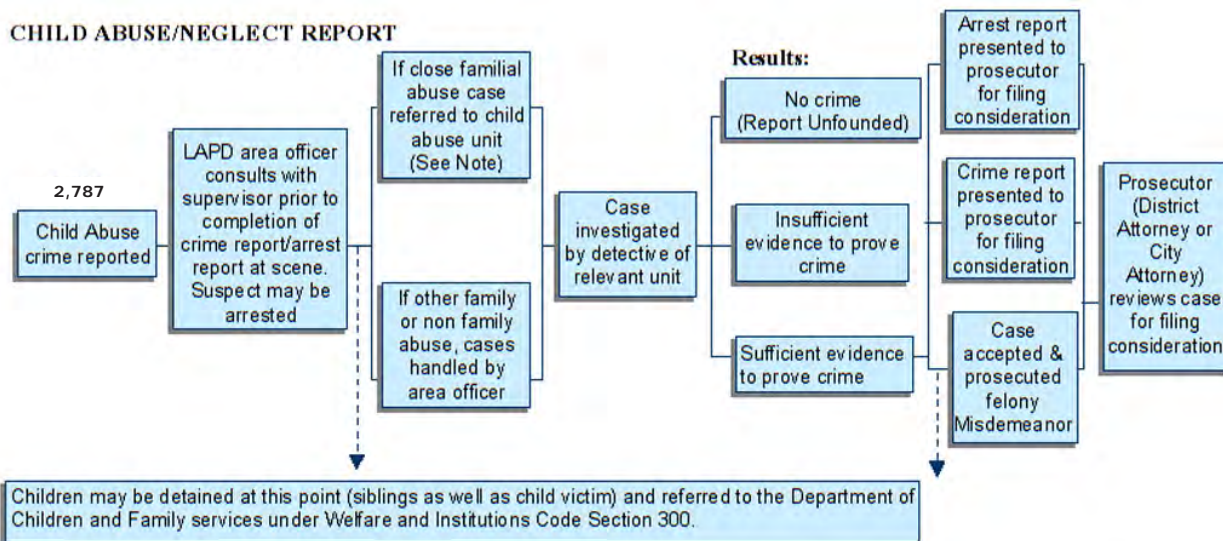 CHILD ABUSE/NEGLECT REPORT
2,787
Child Abuse
crime reported
LAPD area officer
consults with
supervisor prior to
completion of
crime report/arrest
report at scene.
Suspect may be
arrested
If close familial
abuse case
referred to child
abuse unit
(See Note)
If other family
or non family
abuse, cases
handled by
area officer
Case
investigated
by detective of
relevant unit
Results:
No crime
(Report Unfounded)
Insufficient
evidence to prove
crime
Sufficient evidence
to prove crime
Arrest report
presented to
prosecutor
for filing
consideration
Crime report
presented to
prosecutor
for filing
consideration
Case
accepted &
prosecuted
felony
Misdemeanor
Prosecutor
(District
Attorney or
City
Attorney)
reviews case
for filing
consideration
Children may be detained at this point (siblings as well as child victim) and referred to the Department of
Children and Family services under Welfare and Institutions Code Section 300.